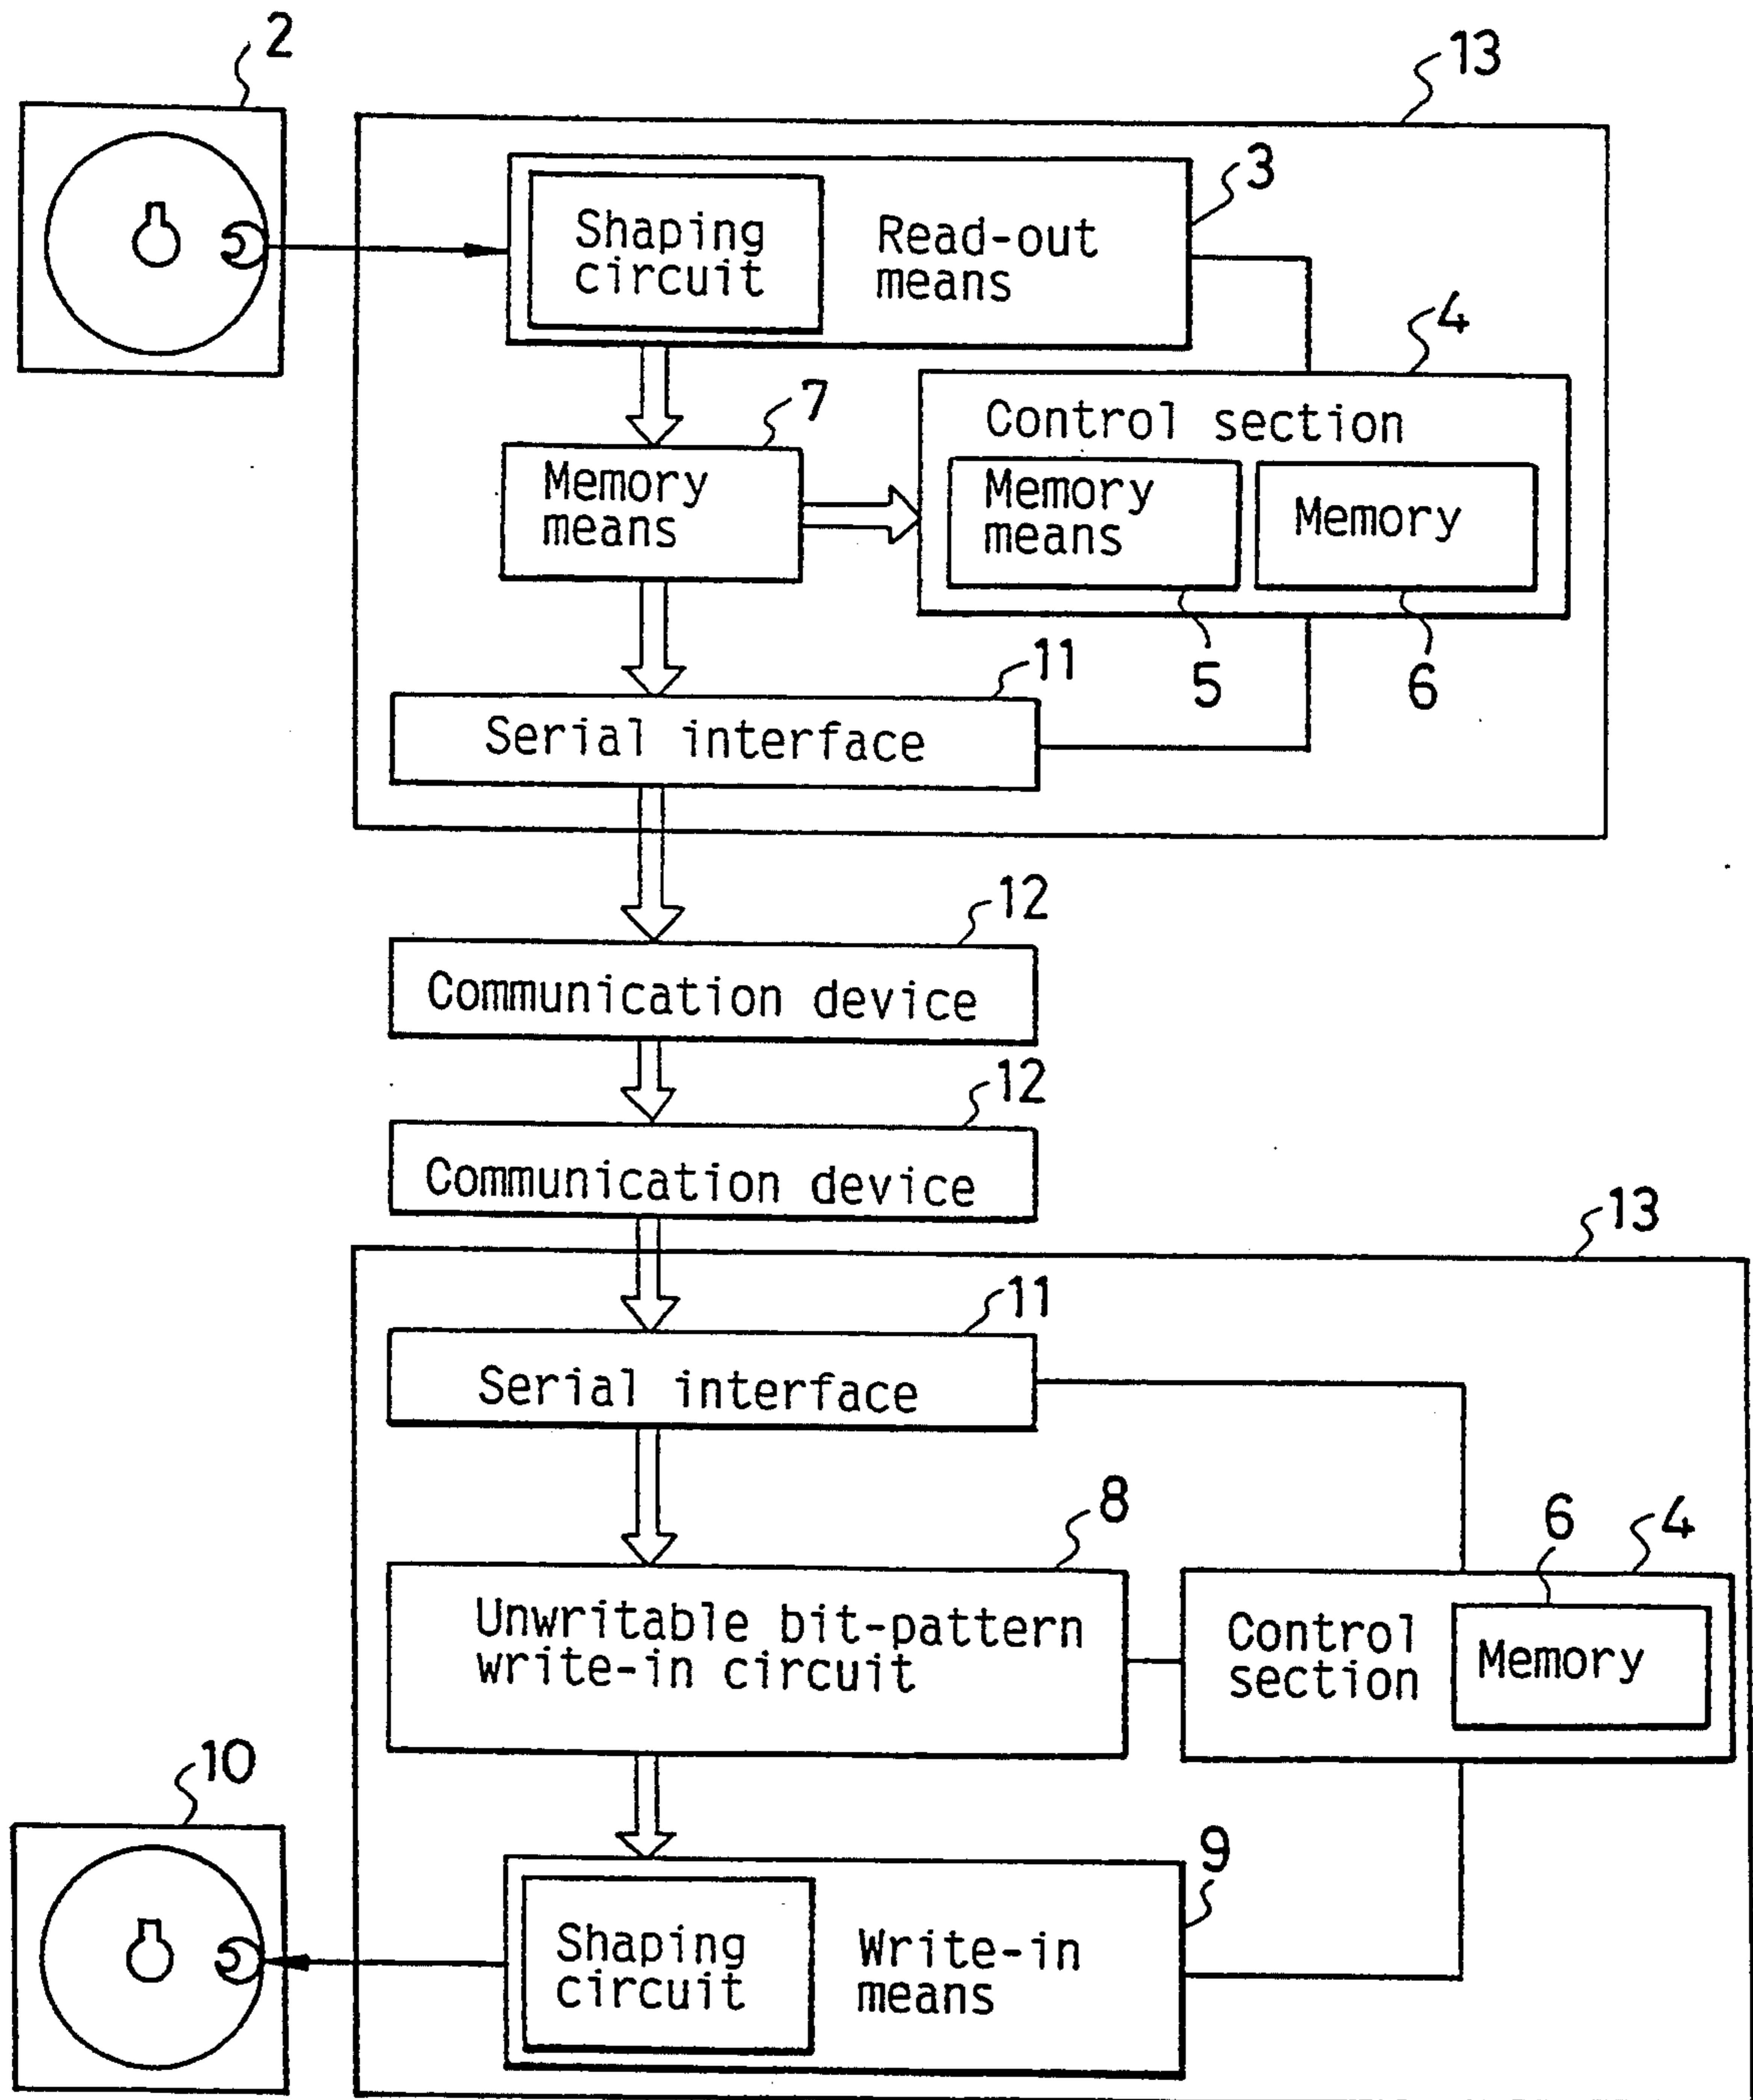 2
13
3
Shaping
circuit
Read-out
means
4
Control section
7
Memory
means
Memory
means
Memory
5
6
11
Serial interface
12
Communication device
12
Communication device
13
11
Serial interface
8
6
4
Unwritable bit-pattern
write-in circuit
Control
section
Memory
10
9
Shaping
circuit
Write-in
means